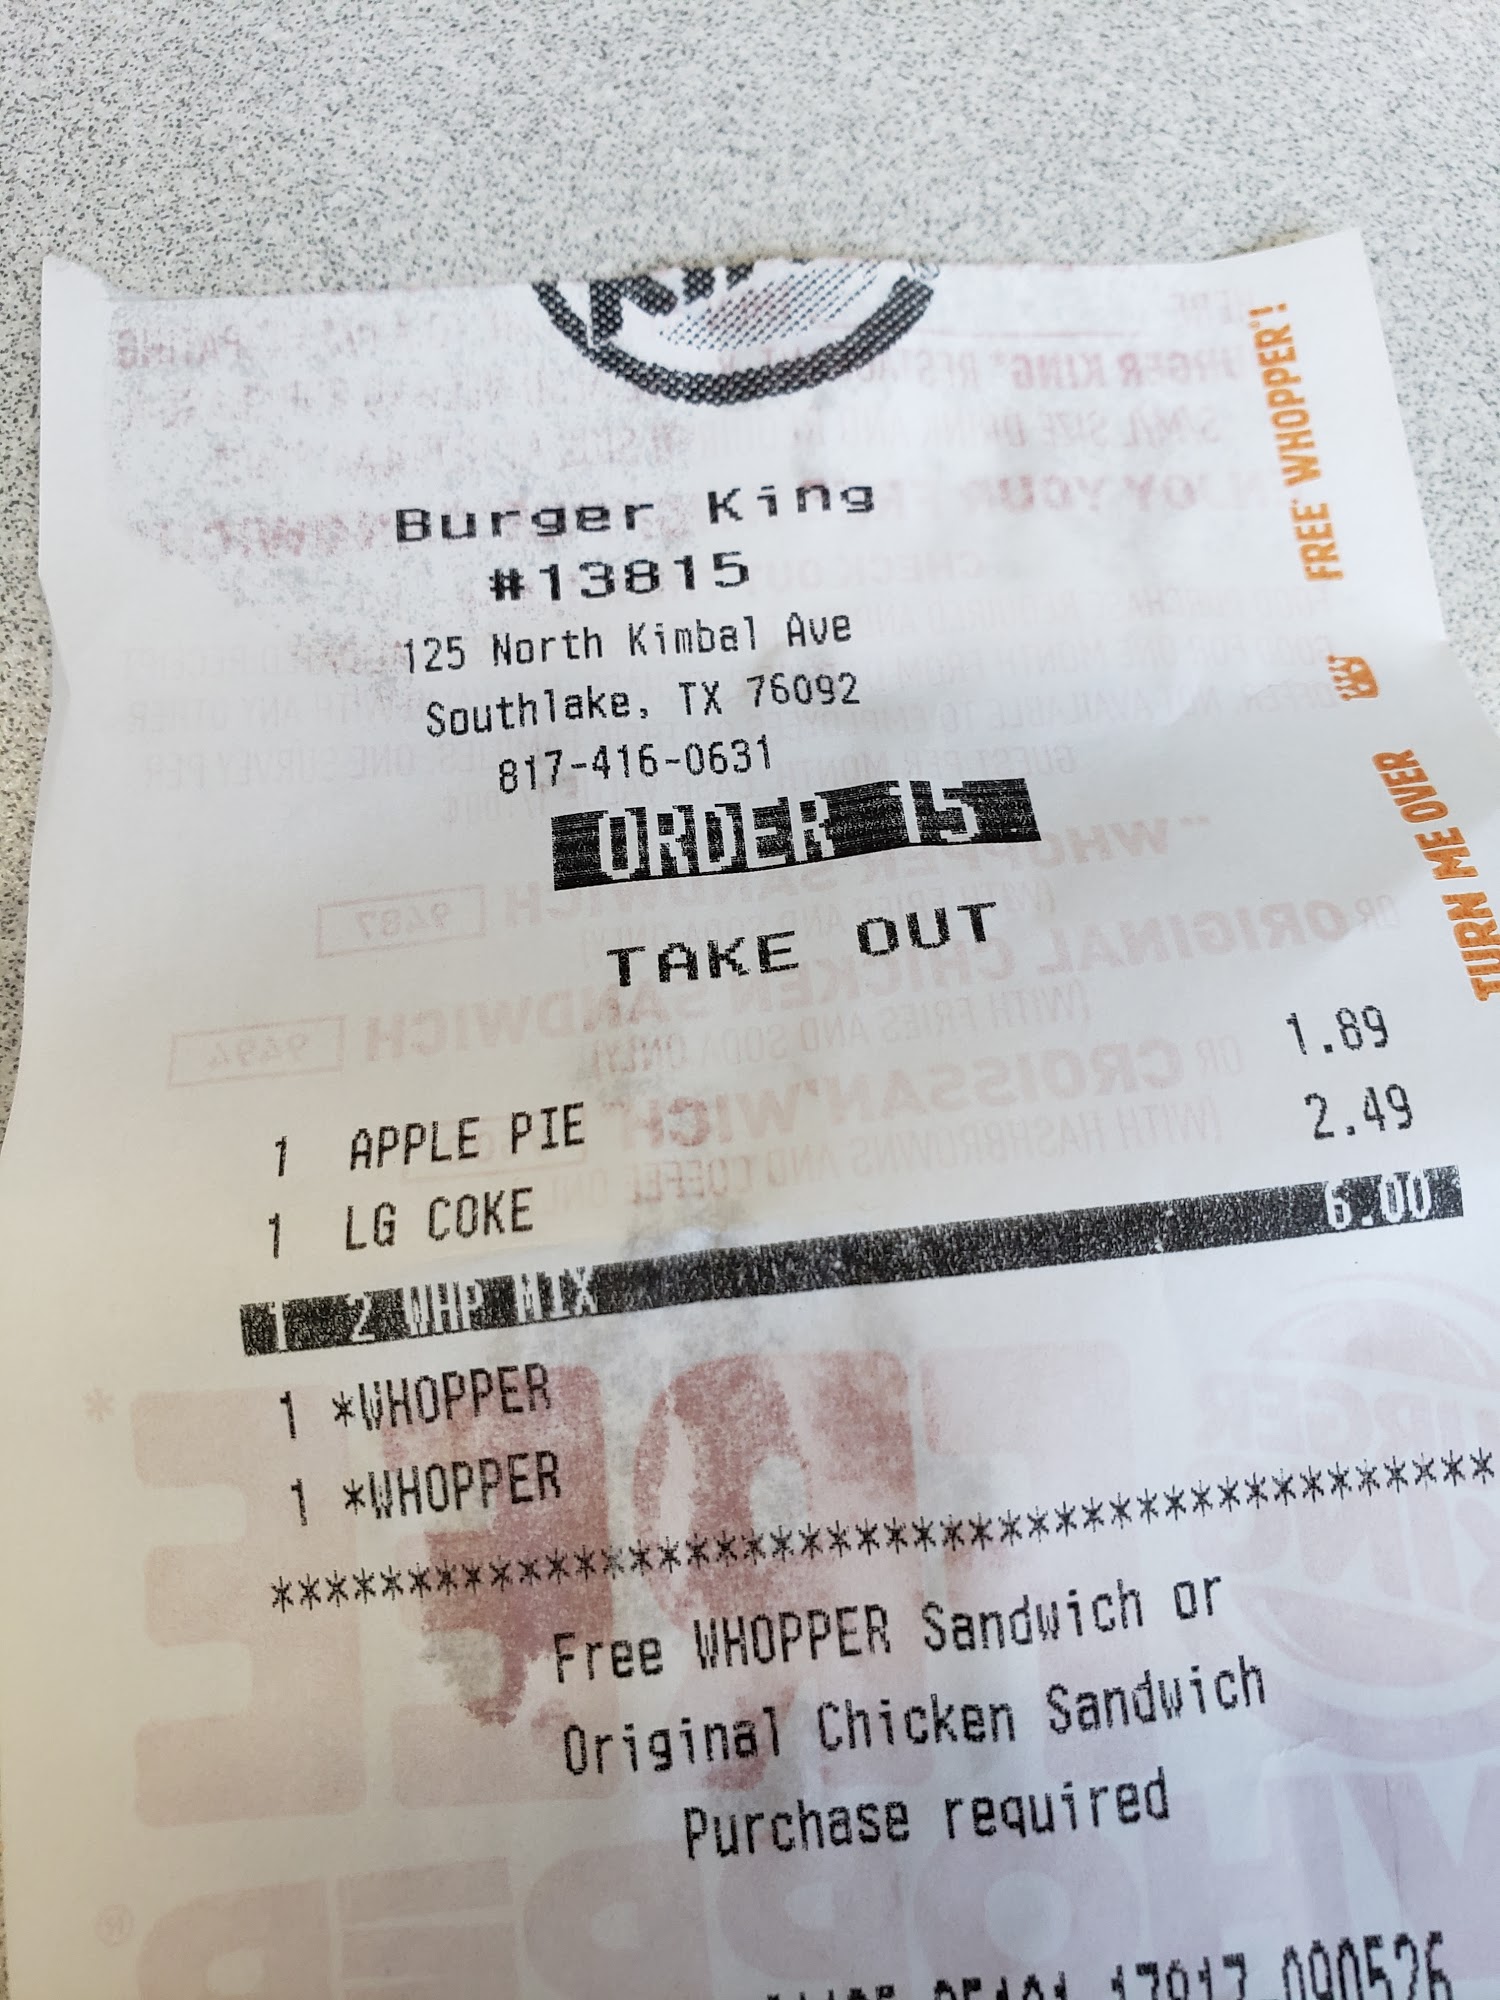 Burger King
#13815
125 North Kimbal Ave
Southlake, TX 76092
817-416-0631
ORDER 15
TAKE OUT
1 APPLE PIE 1.89
1 LG COKE 2.49
1 2 WHP MIX 6.00
1 *WHOPPER
1 *WHOPPER
*********************************************
Free WHOPPER Sandwich or
Original Chicken Sandwich
Purchase required
17917 090526
FREE WHOPPER!
TURN ME OVER